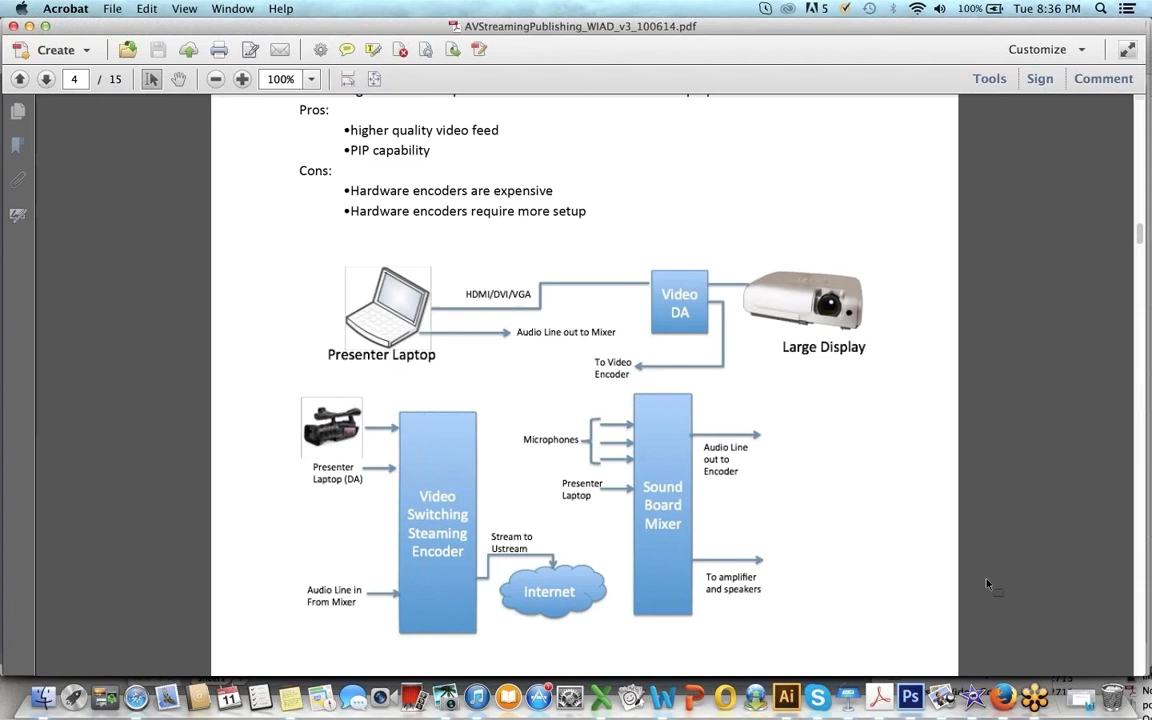 Acrobat File Edit View Window Help
5 100% Tue 8:36 PM
AVStreamingPublishing_WIAD_v3_100614.pdf
Create
Customize
4 / 15
100%
Tools Sign Comment
Pros:
•higher quality video feed
•PIP capability
Cons:
•Hardware encoders are expensive
•Hardware encoders require more setup
HDMI/DVI/VGA
Video
DA
Audio Line out to Mixer
Presenter Laptop
Large Display
To Video
Encoder
Presenter
Laptop (DA)
Video
Switching
Steaming
Encoder
Audio Line in
From Mixer
Stream to
Ustream
Internet
Microphones
Presenter
Laptop
Sound
Board
Mixer
Audio Line
out to
Encoder
To amplifier
and speakers
11
Ai
Ps